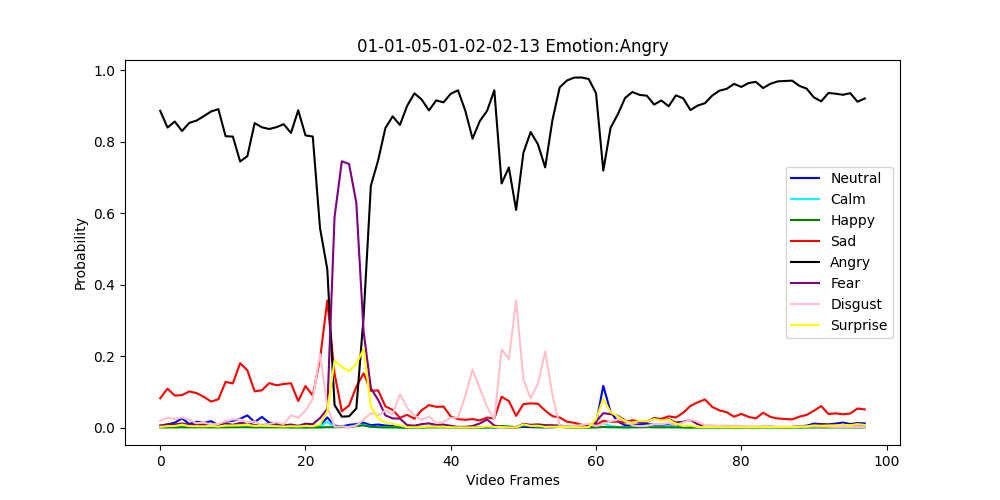 01-01-05-01-02-02-13 Emotion:Angry
1.0
0.8
0.6
0.4
0.2
0.0
Probability
Neutral
Calm
Happy
Sad
Angry
Fear
Disgust
Surprise
0 20 40 60 80 100
Video Frames